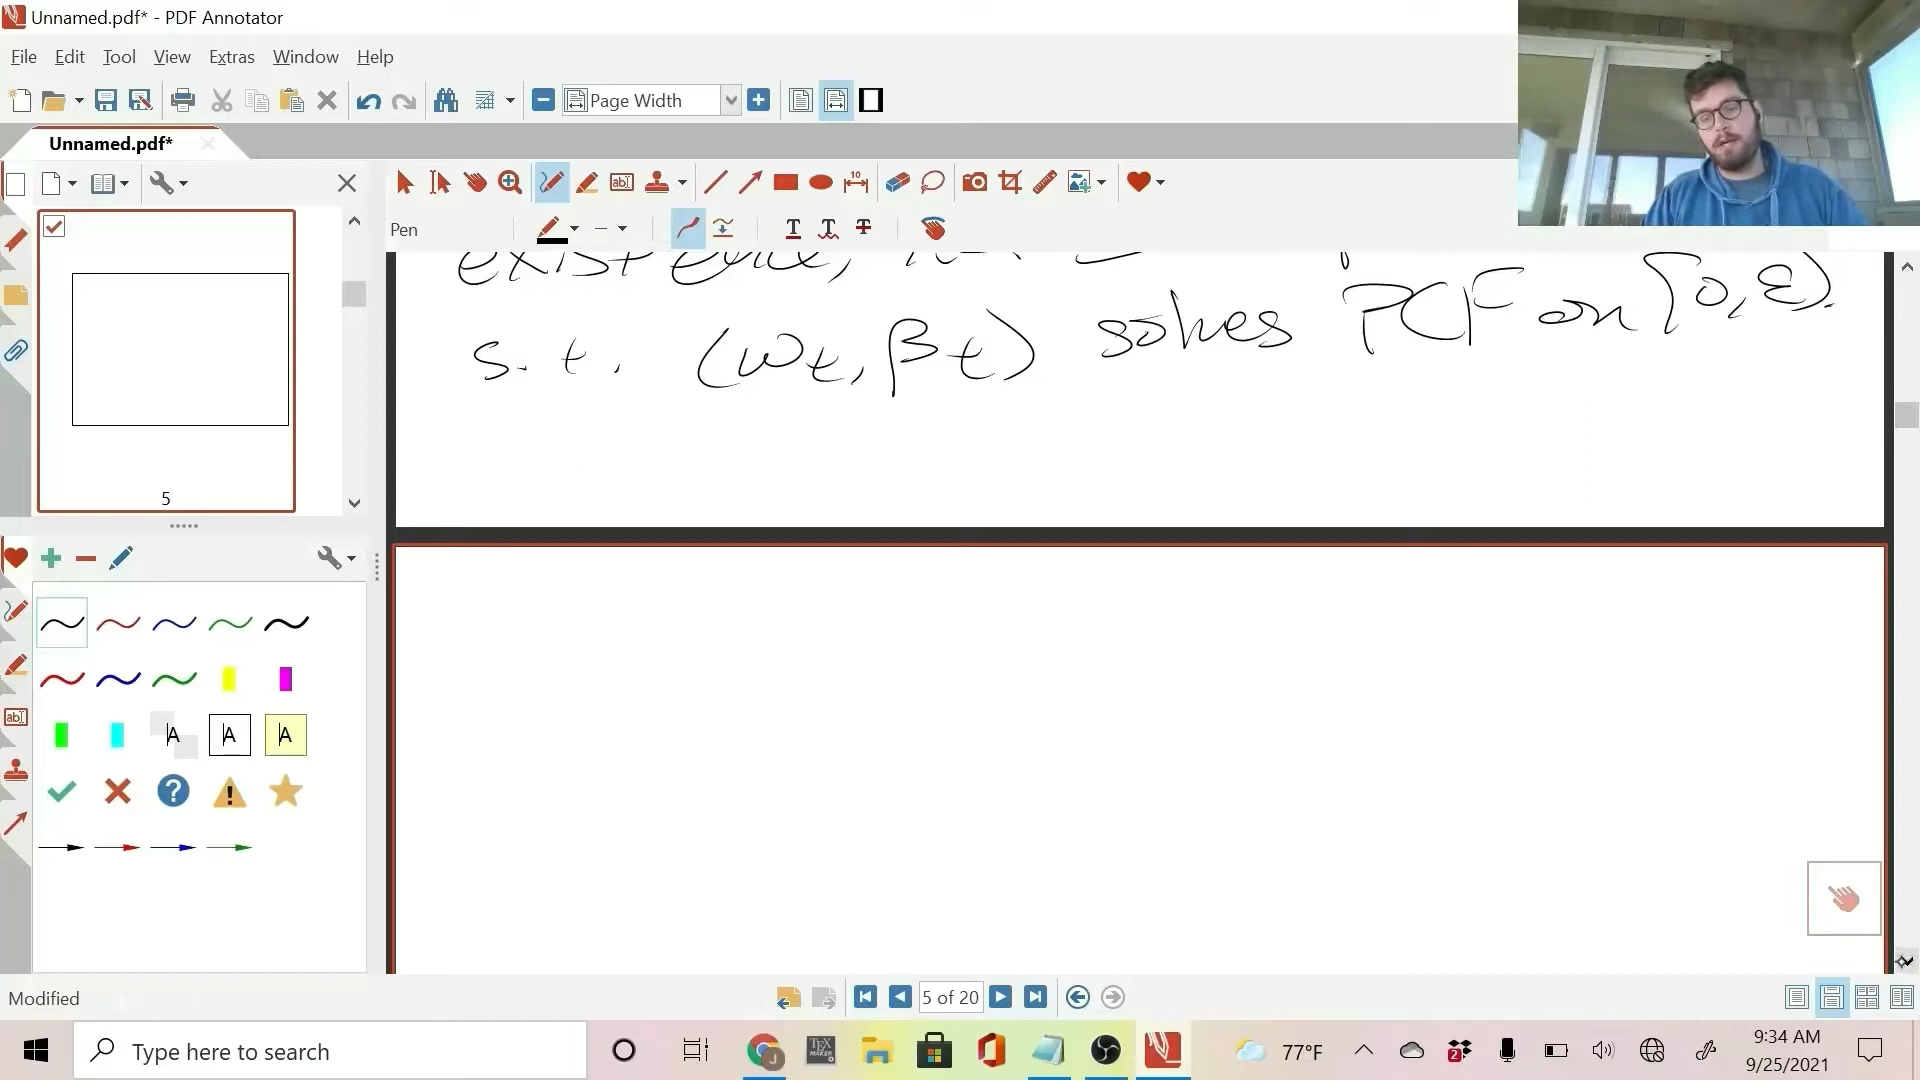 Unnamed.pdf* - PDF Annotator
File Edit Tool View Extras Window Help
Page Width
Unnamed.pdf*
Pen
existence,
s.t. (ωt, βt) solves PCF on [0, ε).
5
Modified
5 of 20
Type here to search
77°F
9:34 AM
9/25/2021